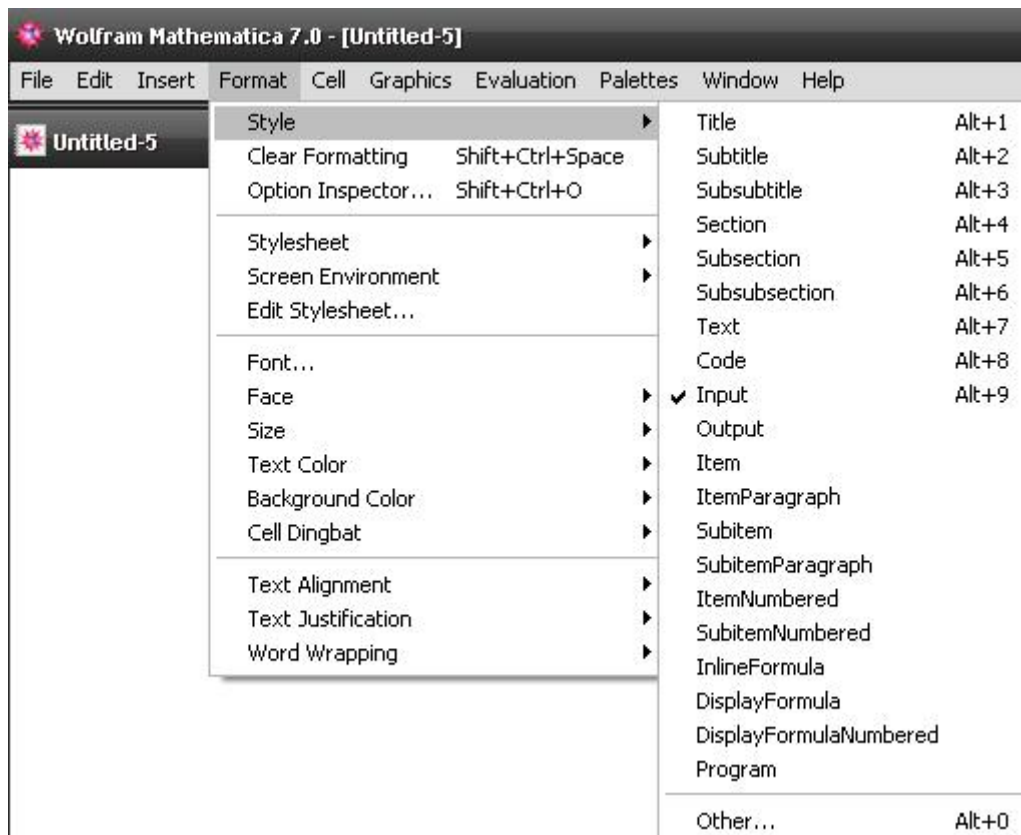 Wolfram Mathematica 7.0 - [Untitled-5]
File Edit Insert Format Cell Graphics Evaluation Palettes Window Help
Untitled-5
Style
Clear Formatting Shift+Ctrl+Space
Option Inspector... Shift+Ctrl+O
Stylesheet
Screen Environment
Edit Stylesheet...
Font...
Face
Size
Text Color
Background Color
Cell Dingbat
Text Alignment
Text Justification
Word Wrapping
Title Alt+1
Subtitle Alt+2
Subsubtitle Alt+3
Section Alt+4
Subsection Alt+5
Subsubsection Alt+6
Text Alt+7
Code Alt+8
Input Alt+9
Output
Item
ItemParagraph
Subitem
SubitemParagraph
ItemNumbered
SubitemNumbered
InlineFormula
DisplayFormula
DisplayFormulaNumbered
Program
Other... Alt+0